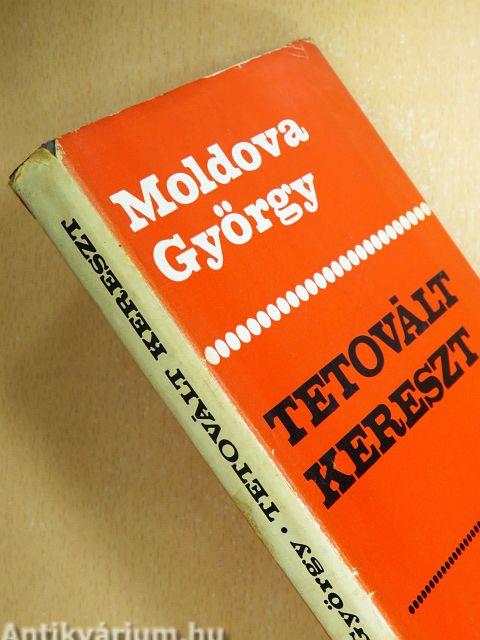 Moldova
György
TETOVÁLT
KERESZT
György · TETOVÁLT KERESZT
Antikvárium.hu